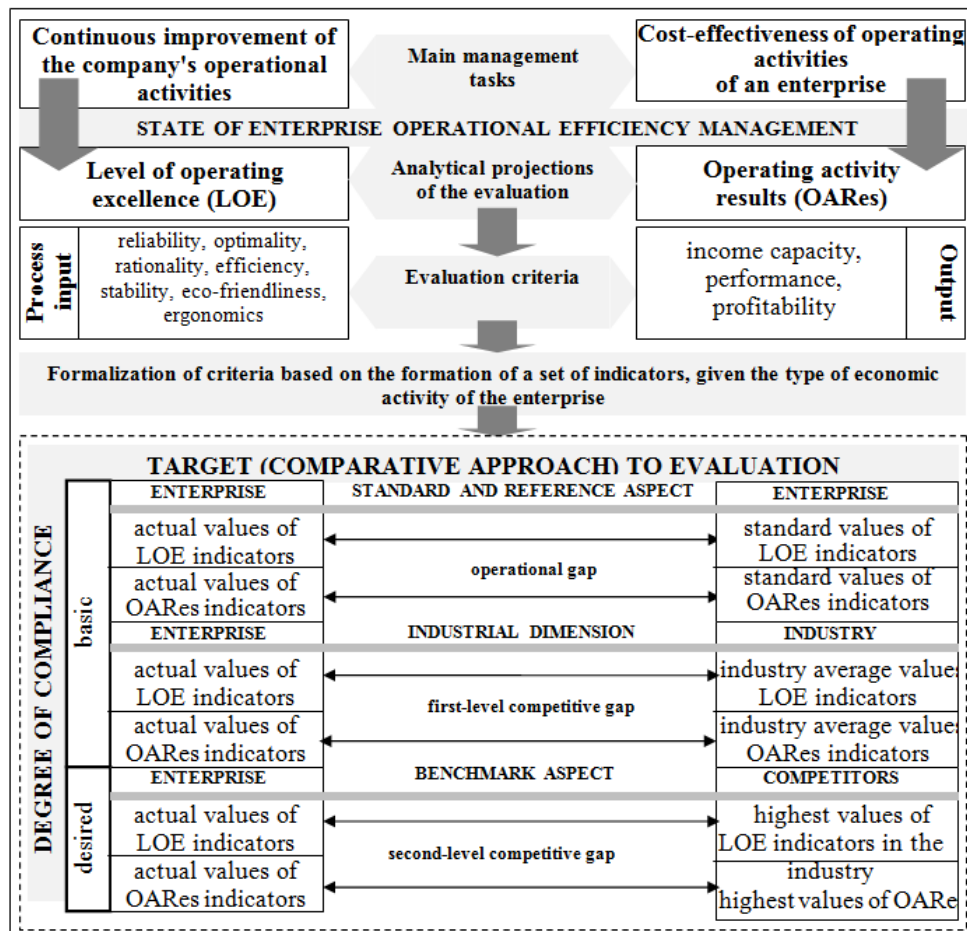 Continuous improvement of
the company's operational
activities
Main management
tasks
Cost-effectiveness of operating
activities
of an enterprise
STATE OF ENTERPRISE OPERATIONAL EFFICIENCY MANAGEMENT
Level of operating
excellence (LOE)
Analytical projections
of the evaluation
Operating activity
results (OARes)
Process
input
reliability, optimality,
rationality, efficiency,
stability, eco-friendliness,
ergonomics
Evaluation criteria
income capacity,
performance,
profitability
Output
Formalization of criteria based on the formation of a set of indicators, given the type of economic
activity of the enterprise
TARGET (COMPARATIVE APPROACH) TO EVALUATION
DEGREE OF COMPLIANCE
basic
ENTERPRISE
STANDARD AND REFERENCE ASPECT
ENTERPRISE
actual values of
LOE indicators
standard values of
LOE indicators
operational gap
actual values of
OARes indicators
standard values of
OARes indicators
ENTERPRISE
INDUSTRIAL DIMENSION
INDUSTRY
actual values of
LOE indicators
industry average values
LOE indicators
first-level competitive gap
actual values of
OARes indicators
industry average values
OARes indicators
desired
ENTERPRISE
BENCHMARK ASPECT
COMPETITORS
actual values of
LOE indicators
highest values of
LOE indicators in the
industry
second-level competitive gap
actual values of
OARes indicators
highest values of OARe